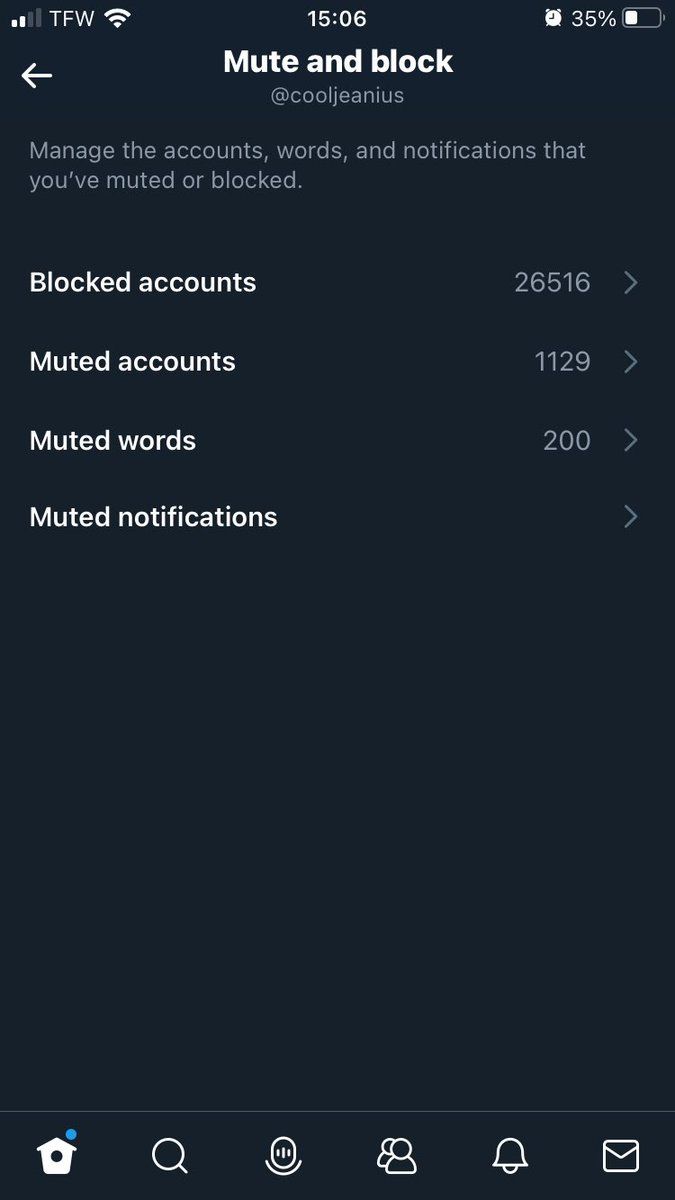 TFW 15:06 35%
Mute and block
@cooljeanius
Manage the accounts, words, and notifications that
you’ve muted or blocked.
Blocked accounts 26516
Muted accounts 1129
Muted words 200
Muted notifications